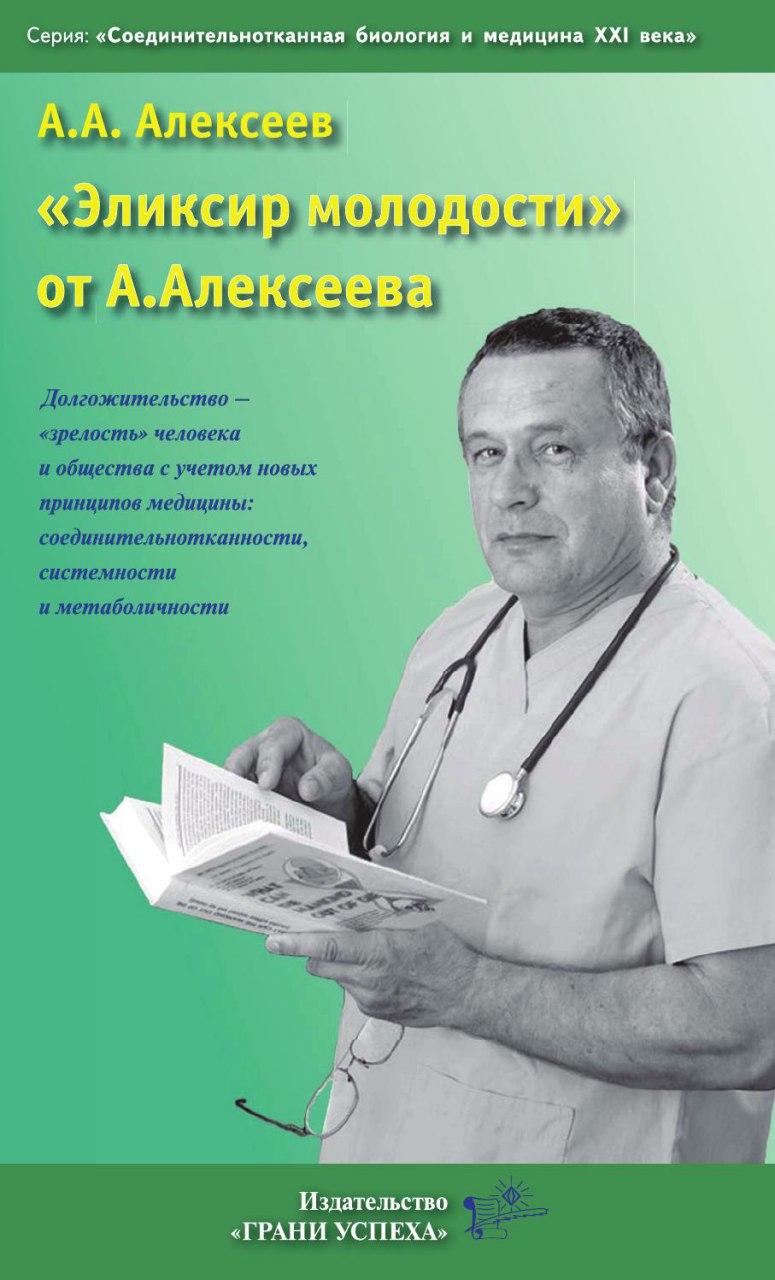 Серия: «Соединительнотканная биология и медицина XXI века»
А.А. Алексеев
«Эликсир молодости»
от А.Алексеева
Долгожительство –
«зрелость» человека
и общества с учетом новых
принципов медицины:
соединительнотканности,
системности
и метаболичности
Издательство
«ГРАНИ УСПЕХА»